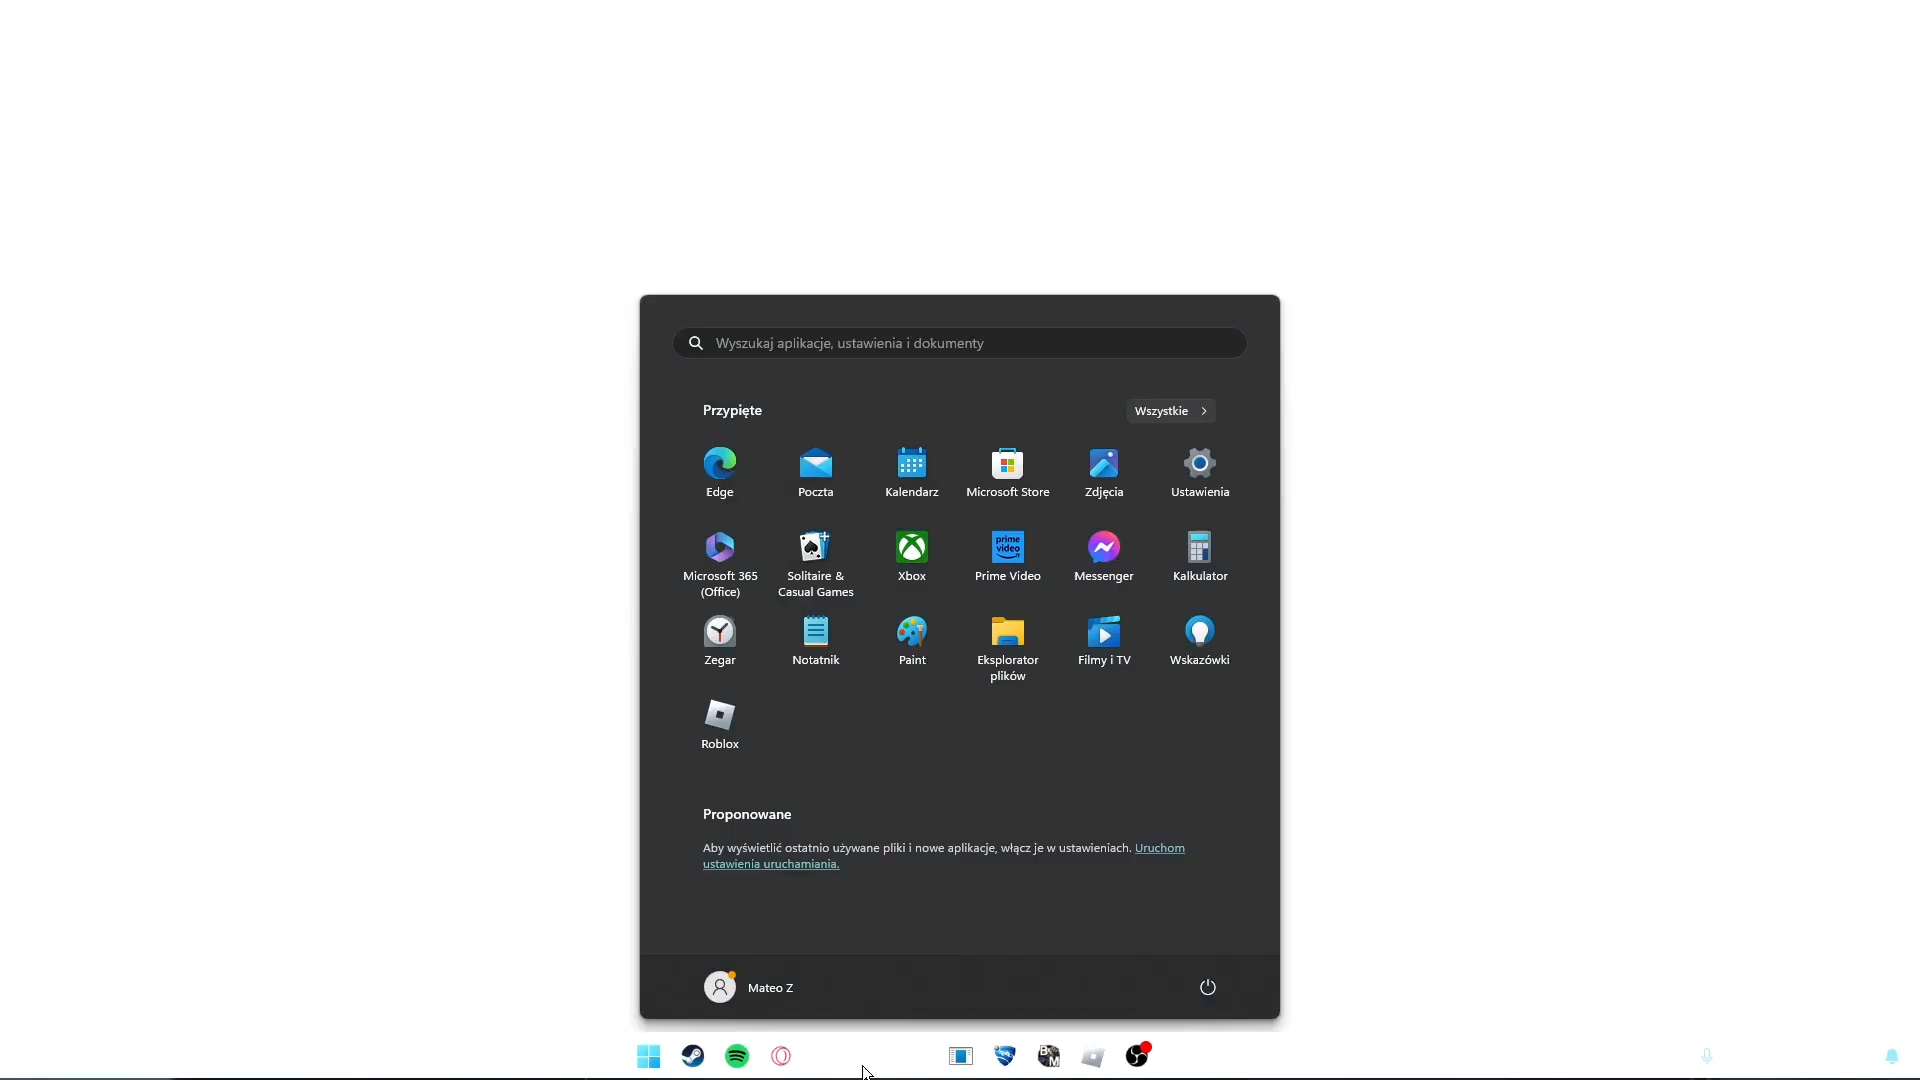 Wyszukaj aplikacje, ustawienia i dokumenty
Przypięte
Wszystkie
Edge
Poczta
Kalendarz
Microsoft Store
Zdjęcia
Ustawienia
prime
video
Microsoft 365
(Office)
Solitaire &
Casual Games
Xbox
Prime Video
Messenger
Kalkulator
Zegar
Notatnik
Paint
Eksplorator
plików
Filmy i TV
Wskazówki
Roblox
Proponowane
Aby wyświetlić ostatnio używane pliki i nowe aplikacje, włącz je w ustawieniach. Uruchom
ustawienia uruchamiania.
Mateo Z
B
M